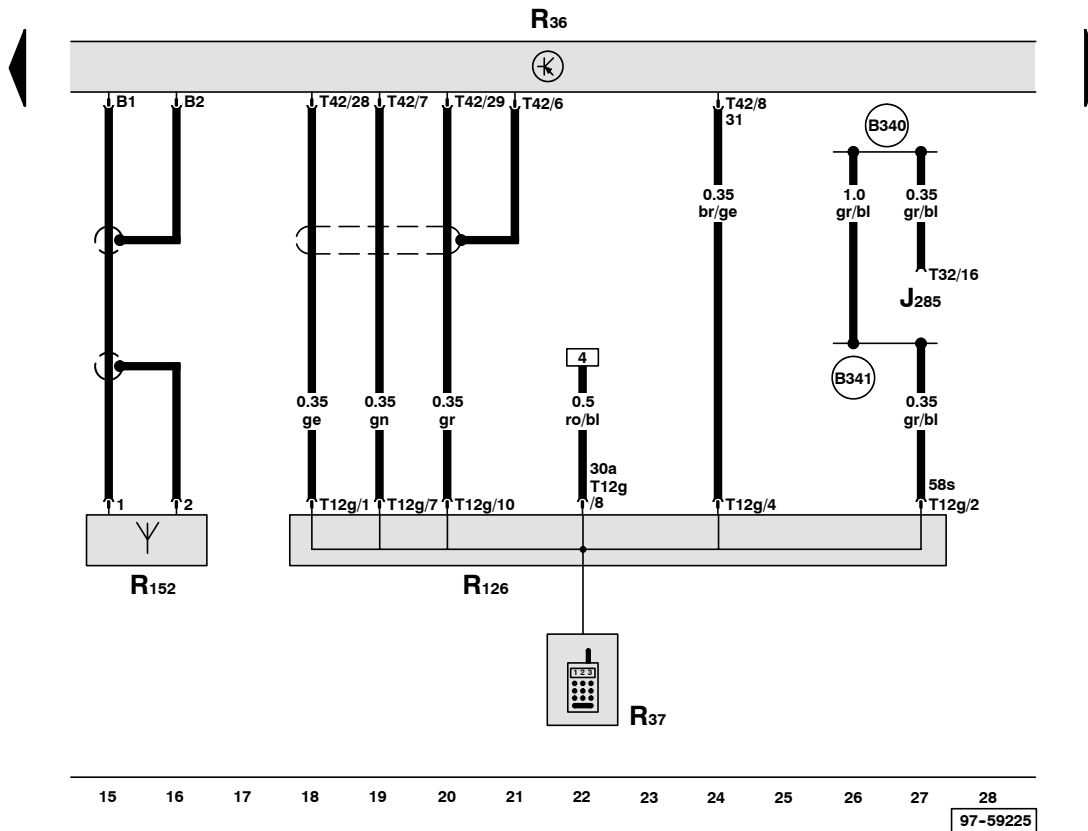 R36
B1 B2 T42/28 T42/7 T42/29 T42/6 T42/8
31
B340
0.35
br/ge
1.0
gr/bl
0.35
gr/bl
T32/16
J285
4
B341
0.35
ge
0.35
gn
0.35
gr
0.5
ro/bl
0.35
gr/bl
30a
T12g
/8
58s
1 2 T12g/1 T12g/7 T12g/10 T12g/4 T12g/2
R152 R126
1 2 3
R37
15 16 17 18 19 20 21 22 23 24 25 26 27 28
97-59225